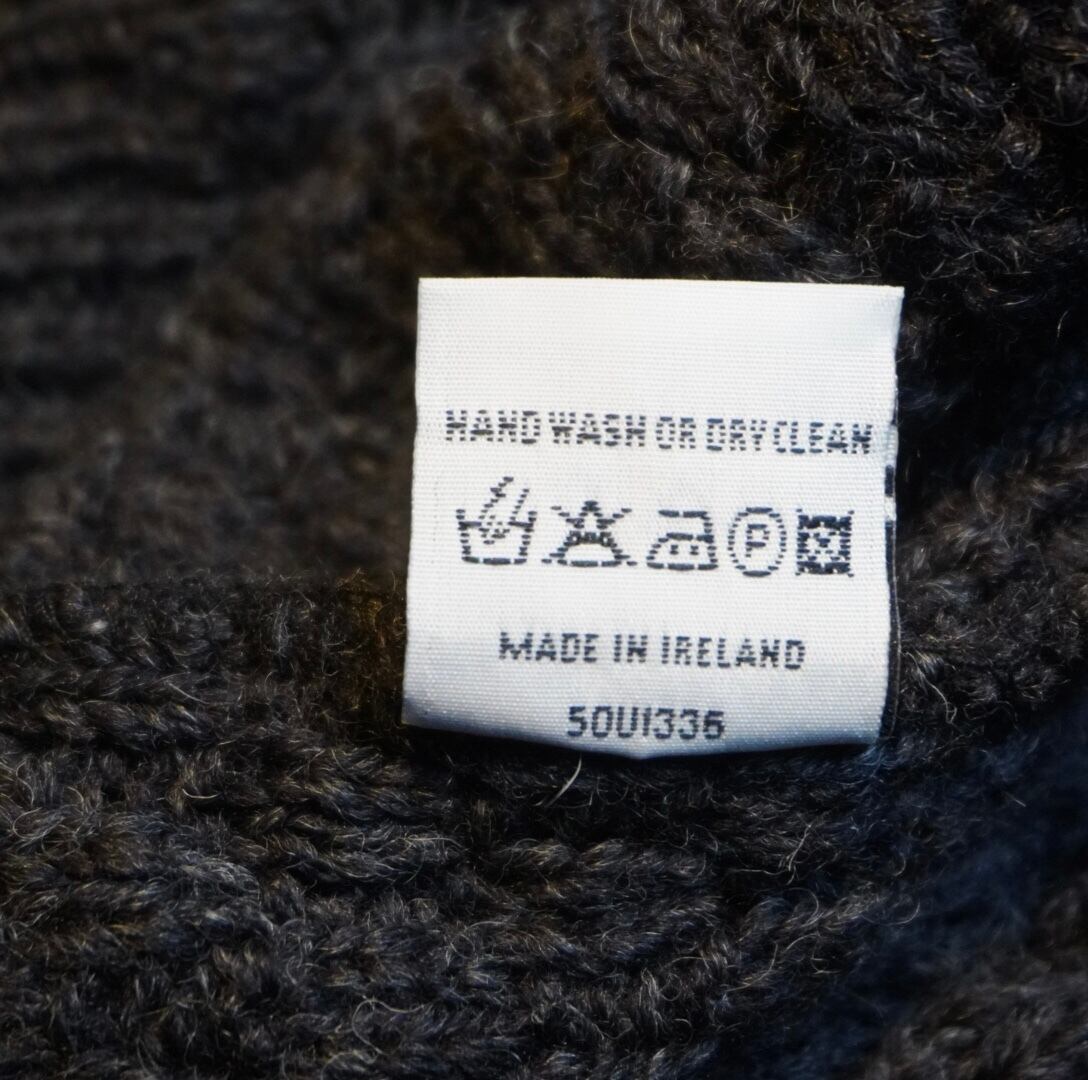 HAND WASH OR DRY CLEAN
P
MADE IN IRELAND
50U1336